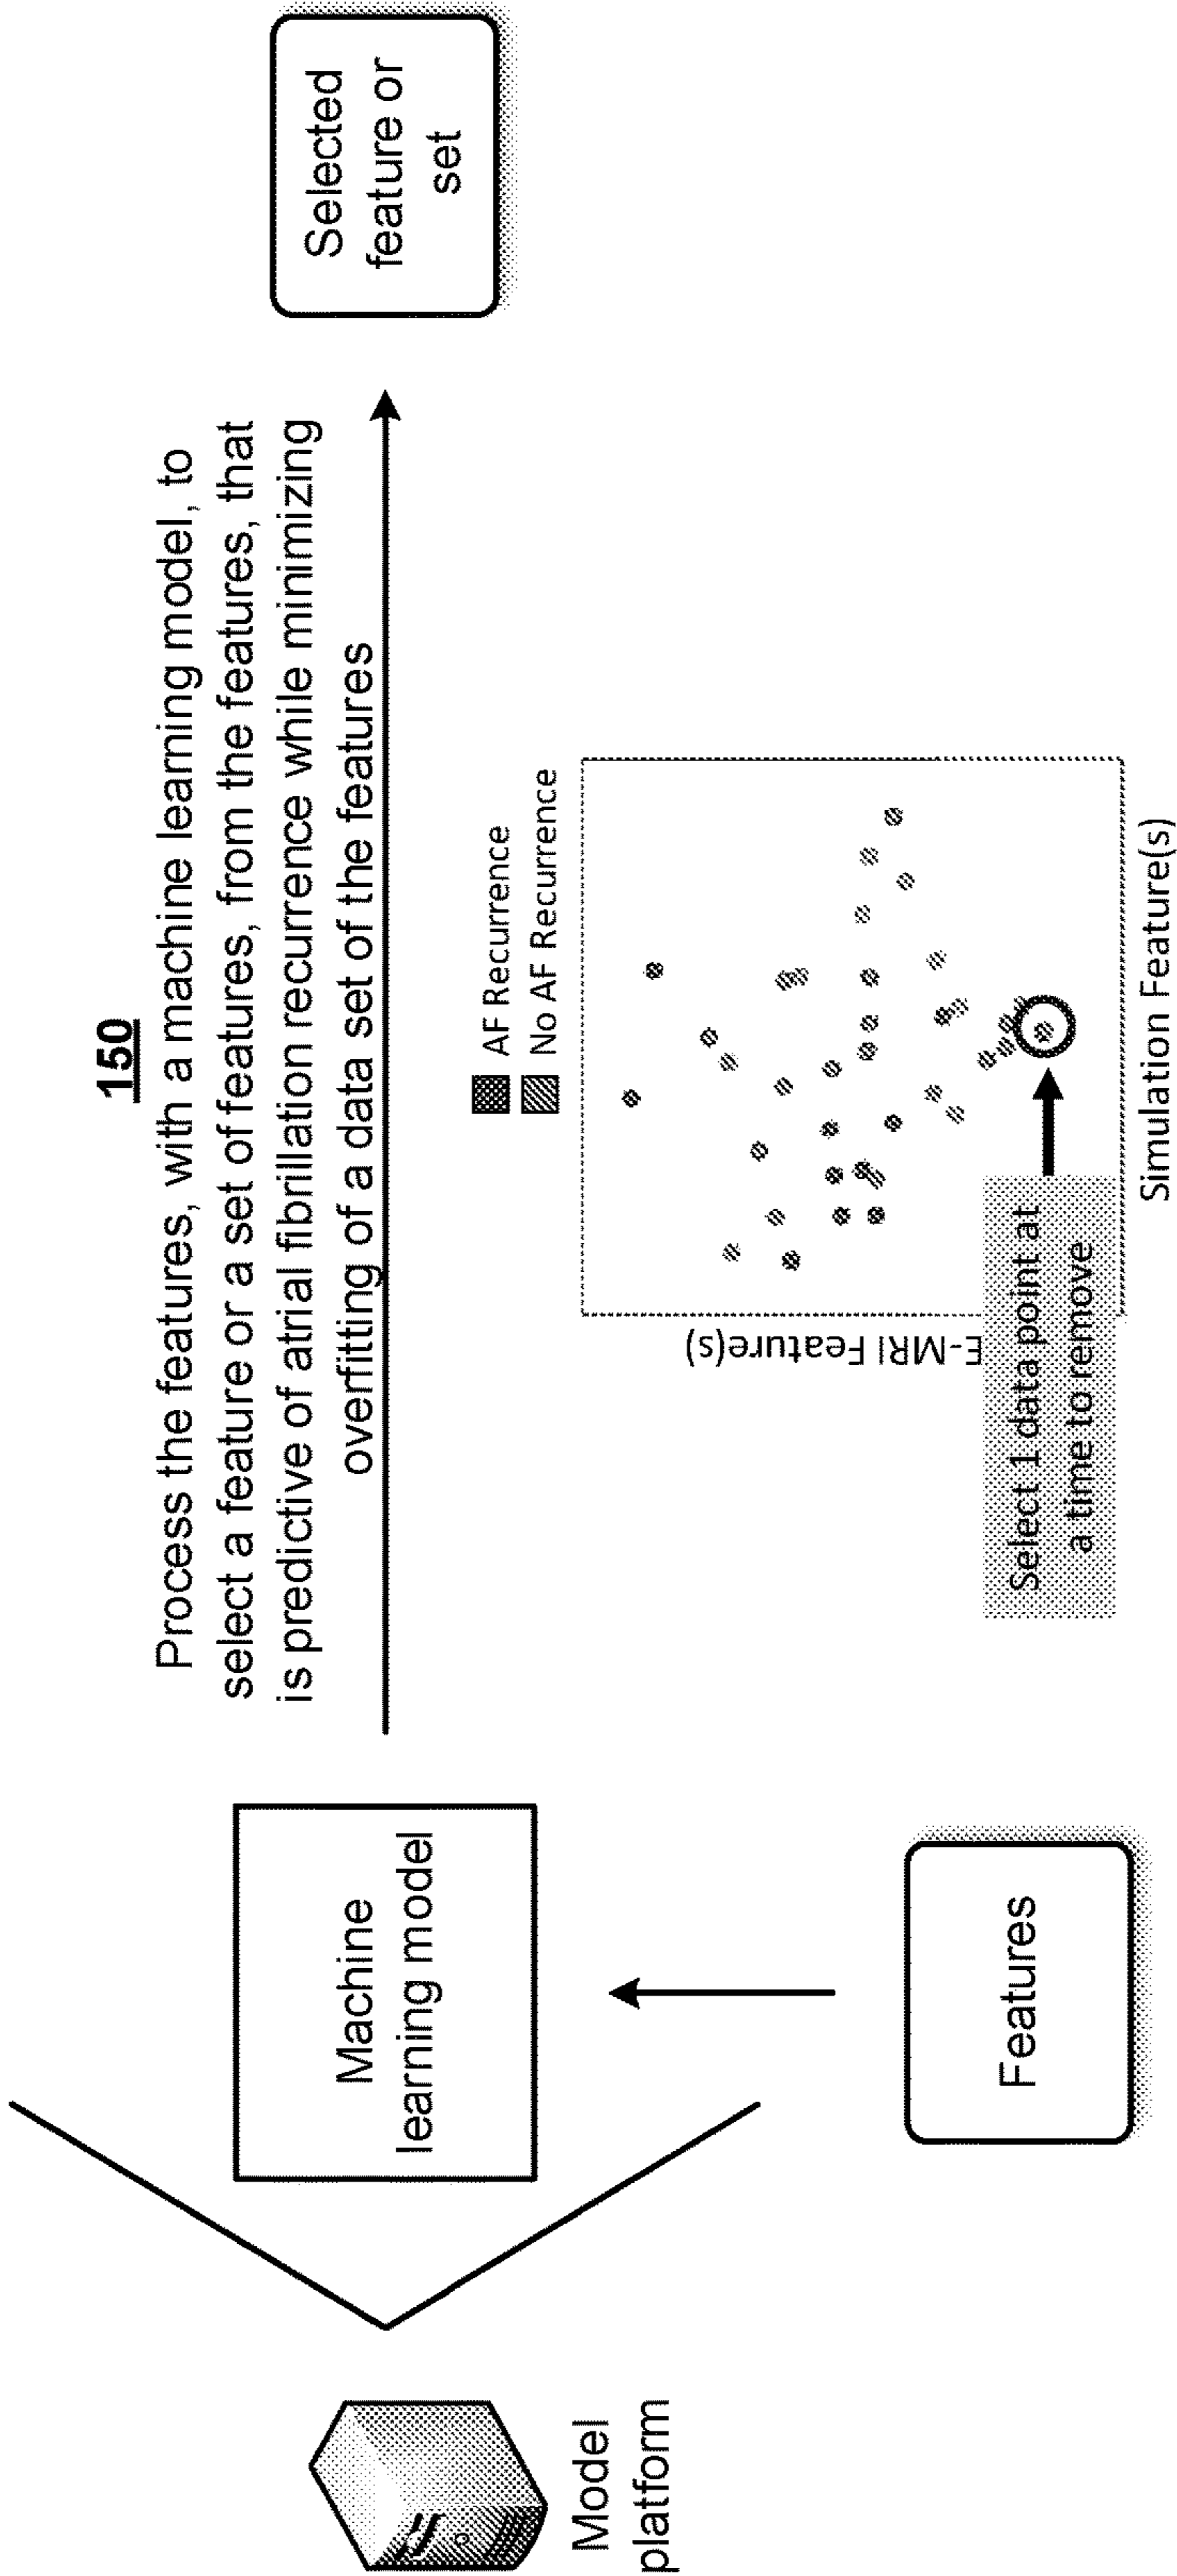 150
Process the features, with a machine learning model, to
select a feature or a set of features, from the features, that
is predictive of atrial fibrillation recurrence while minimizing
overfitting of a data set of the features
Model
platform
Machine
learning model
Features
Selected
feature or
set
AF Recurrence
No AF Recurrence
E-MRI Feature(s)
Select 1 data point at
a time to remove
Simulation Feature(s)